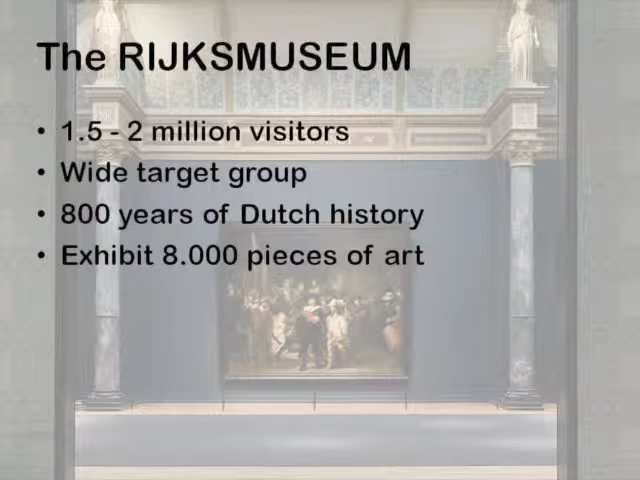 The RIJKSMUSEUM
• 1.5 - 2 million visitors
• Wide target group
• 800 years of Dutch history
• Exhibit 8.000 pieces of art